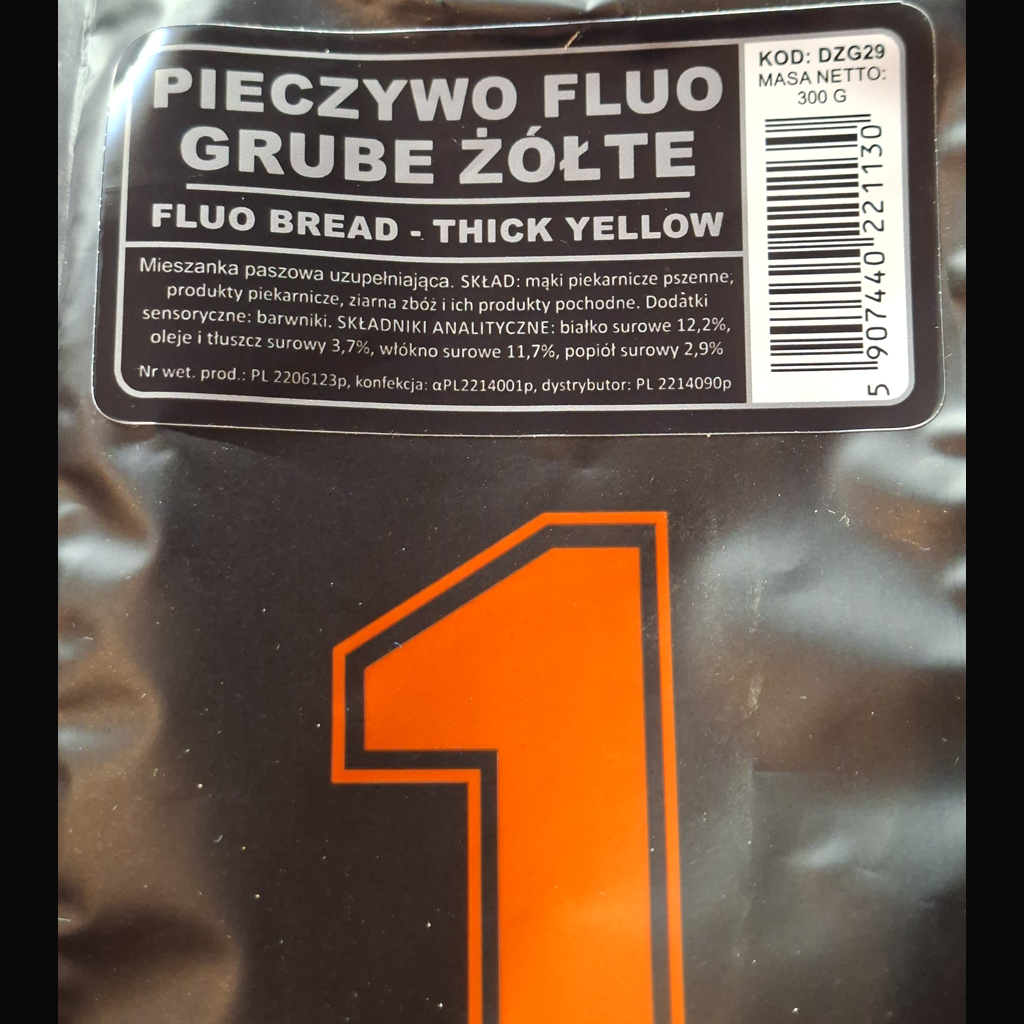 PIECZYWO FLUO
GRUBE ŻÓŁTE
FLUO BREAD - THICK YELLOW
Mieszanka paszowa uzupełniająca. SKŁAD: mąki piekarnicze pszenne,
produkty piekarnicze, ziarna zbóż i ich produkty pochodne. Dodatki
sensoryczne: barwniki. SKŁADNIKI ANALITYCZNE: białko surowe 12,2%,
oleje i tłuszcz surowy 3,7%, włókno surowe 11,7%, popiół surowy 2,9%
Nr wet. prod.: PL 2206123p, konfekcja: αPL2214001p, dystrybutor: PL 2214090p
KOD: DZG29
MASA NETTO:
300 G
5 907440 221130
1